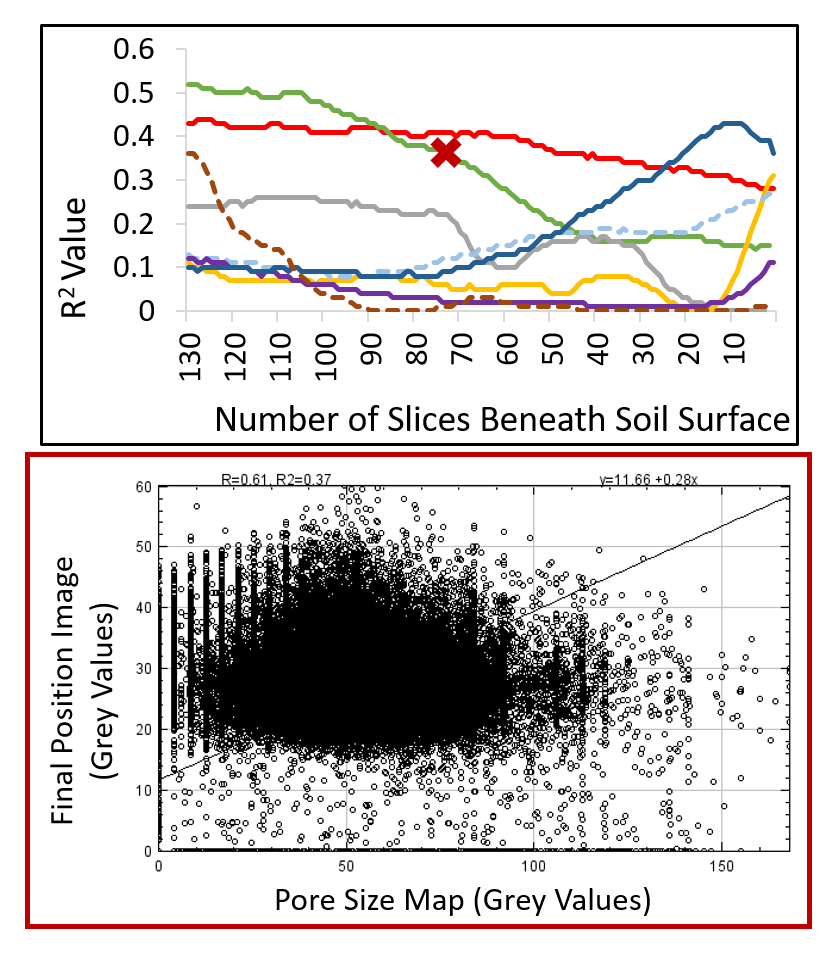 0.6
0.5
0.4
0.3
0.2
0.1
0
R² Value
130 120 110 100 90 80 70 60 50 40 30 20 10
Number of Slices Beneath Soil Surface
R=0.61, R2=0.37 y=11.66 +0.28x
60
50
40
30
20
10
0
Final Position Image
(Grey Values)
0 50 100 150
Pore Size Map (Grey Values)